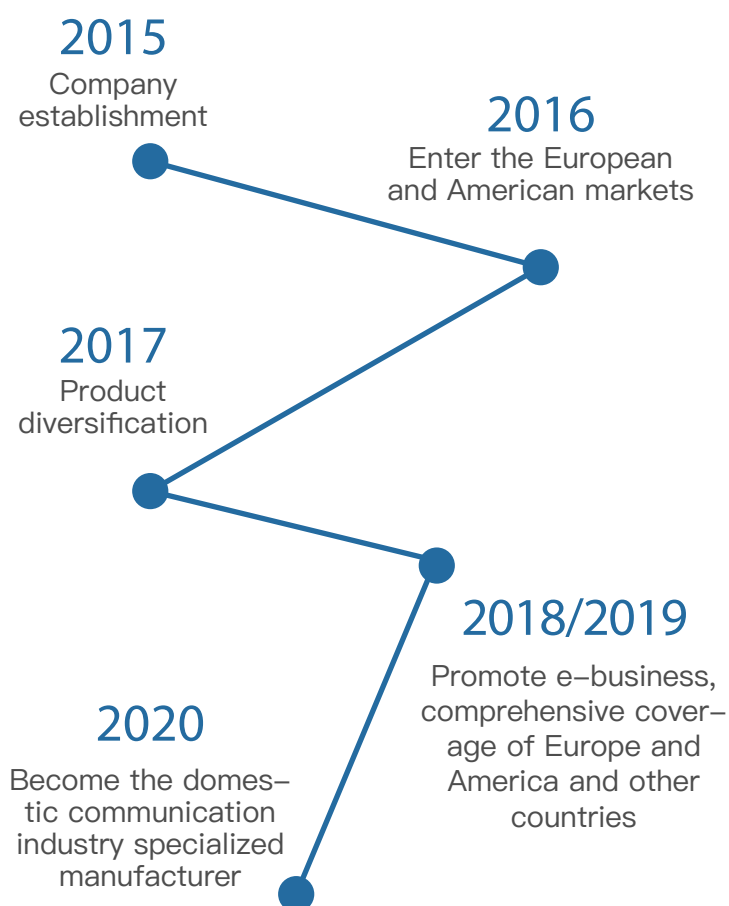 2015
Company
establishment
2016
Enter the European
and American markets
2017
Product
diversification
2018/2019
Promote e-business,
comprehensive cover-
age of Europe and
America and other
countries
2020
Become the domes-
tic communication
industry specialized
manufacturer